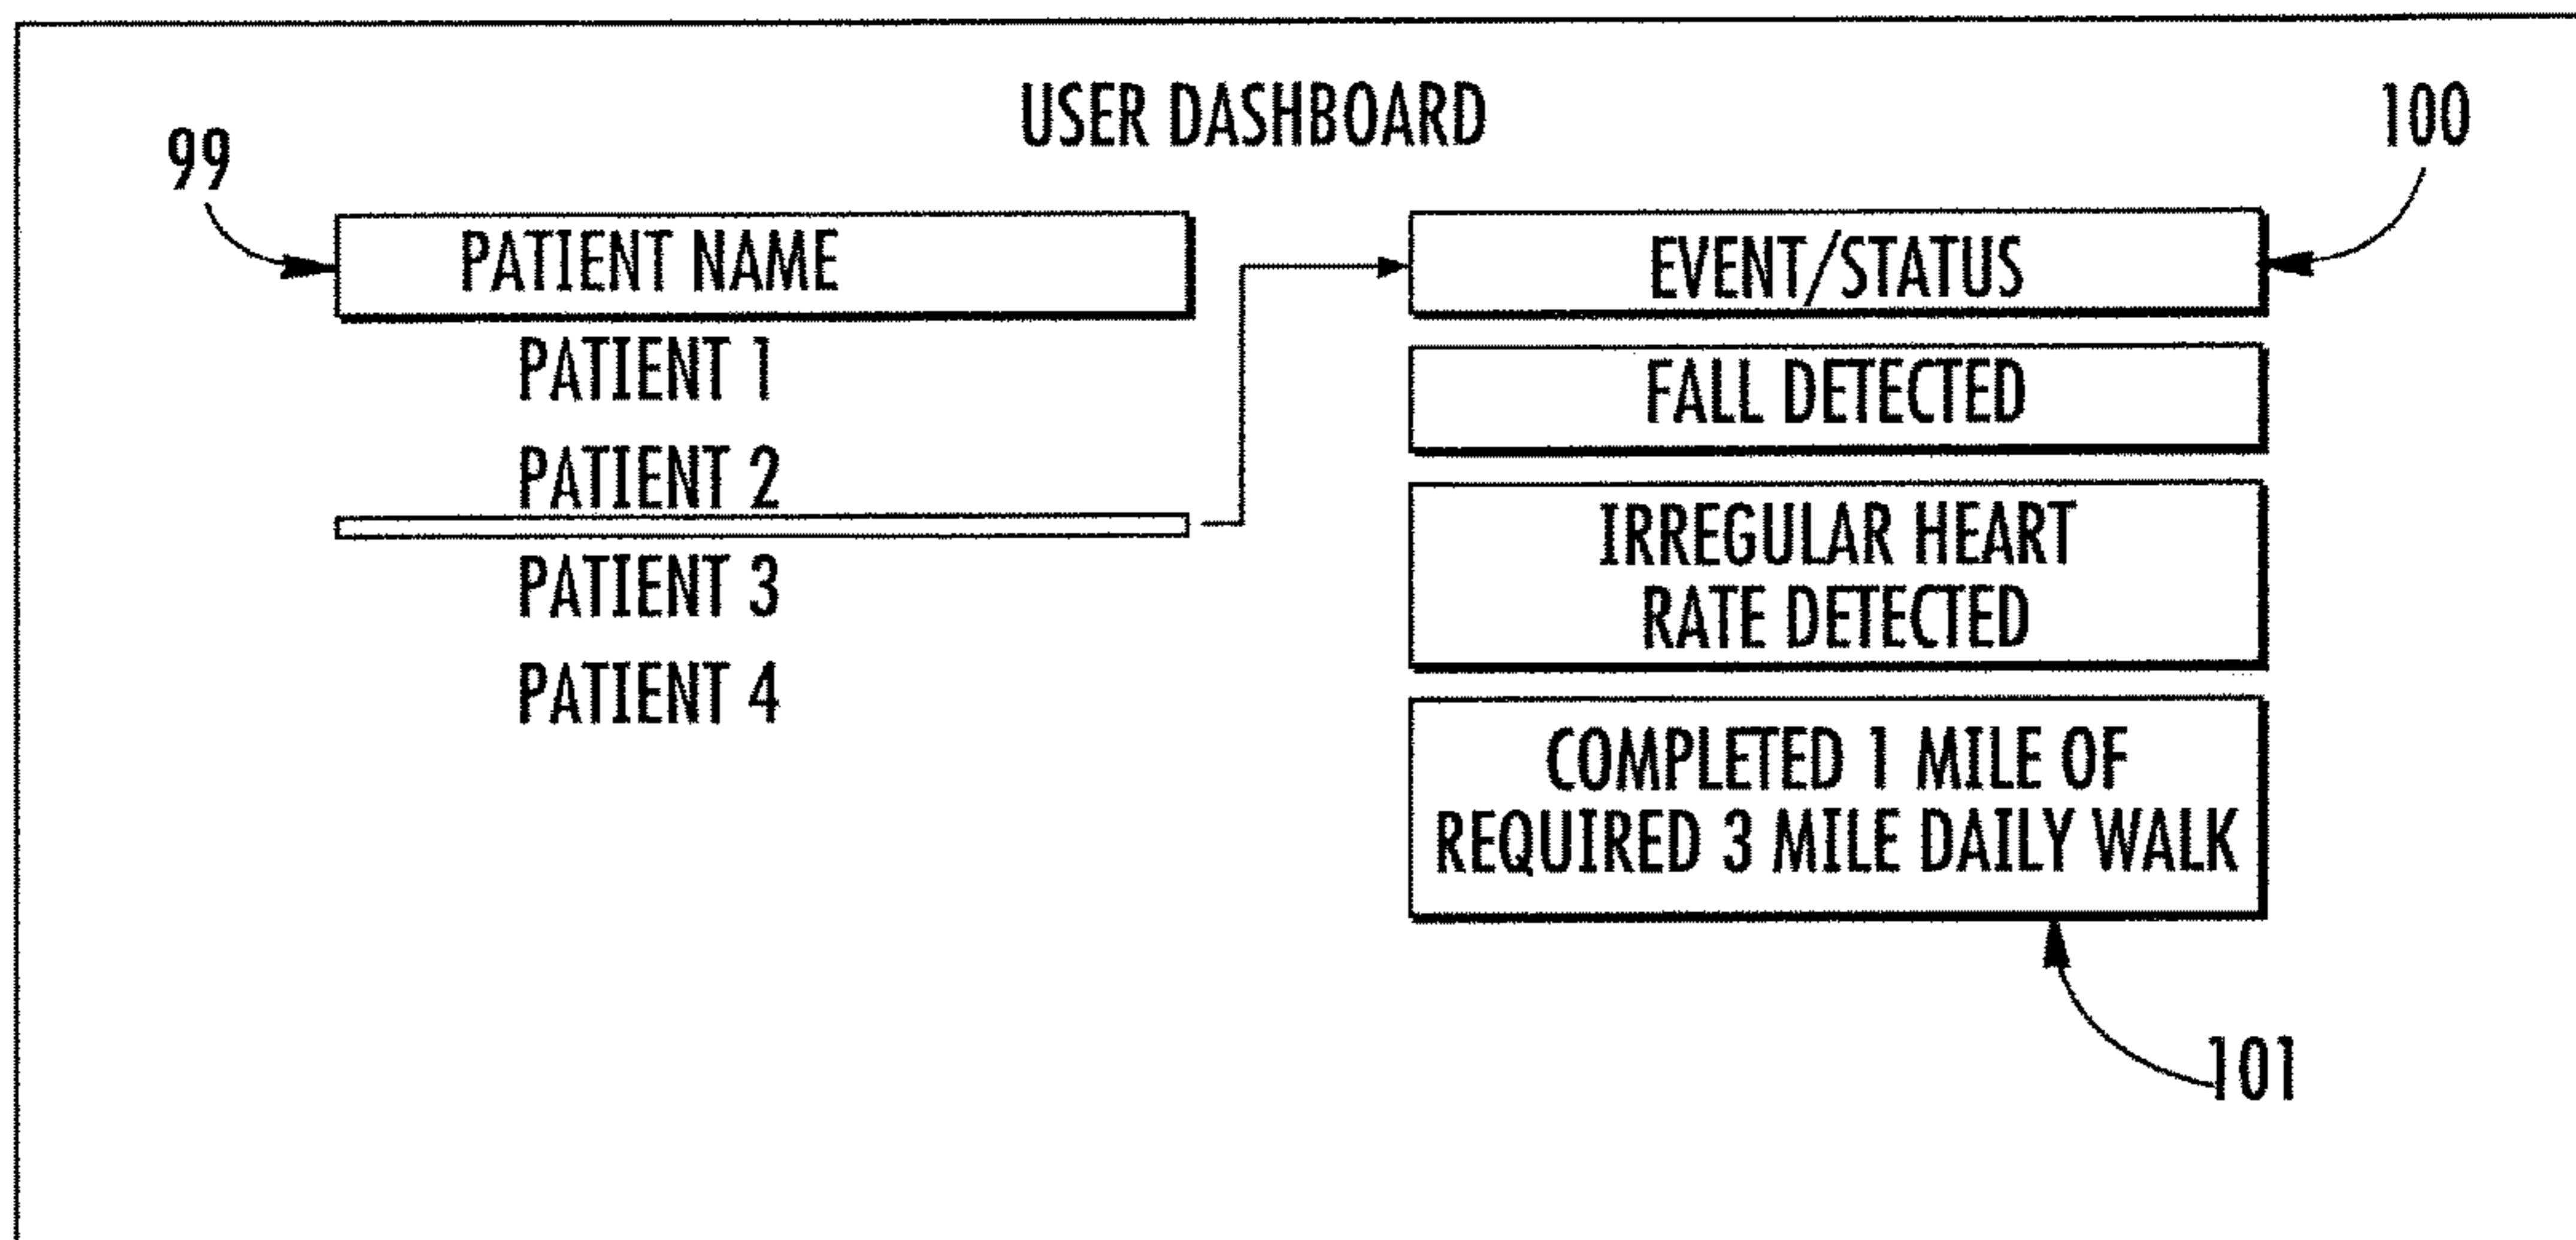 USER DASHBOARD
99
100
PATIENT NAME
PATIENT 1
PATIENT 2
PATIENT 3
PATIENT 4
EVENT/STATUS
FALL DETECTED
IRREGULAR HEART
RATE DETECTED
COMPLETED 1 MILE OF
REQUIRED 3 MILE DAILY WALK
101